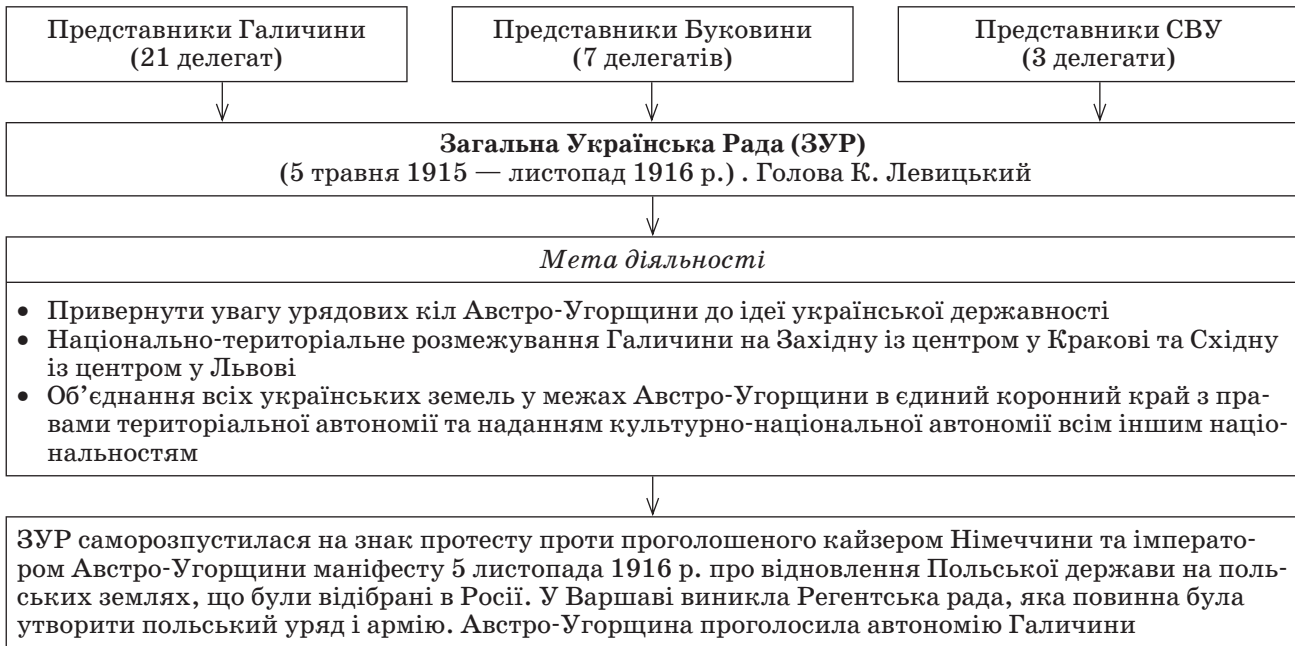 Представники Галичини
(21 делегат)
Представники Буковини
(7 делегатів)
Представники СВУ
(3 делегати)
Загальна Українська Рада (ЗУР)
(5 травня 1915 — листопад 1916 р.) . Голова К. Левицький
Мета діяльності
• Привернути увагу урядових кіл Австро-Угорщини до ідеї української державності
• Національно-територіальне розмежування Галичини на Західну із центром у Кракові та Східну
із центром у Львові
• Об’єднання всіх українських земель у межах Австро-Угорщини в єдиний коронний край з пра-
вами територіальної автономії та наданням культурно-національної автономії всім іншим націо-
нальностям
ЗУР саморозпустилася на знак протесту проти проголошеного кайзером Німеччини та імперато-
ром Австро-Угорщини маніфесту 5 листопада 1916 р. про відновлення Польської держави на поль-
ських землях, що були відібрані в Росії. У Варшаві виникла Регентська рада, яка повинна була
утворити польський уряд і армію. Австро-Угорщина проголосила автономію Галичини